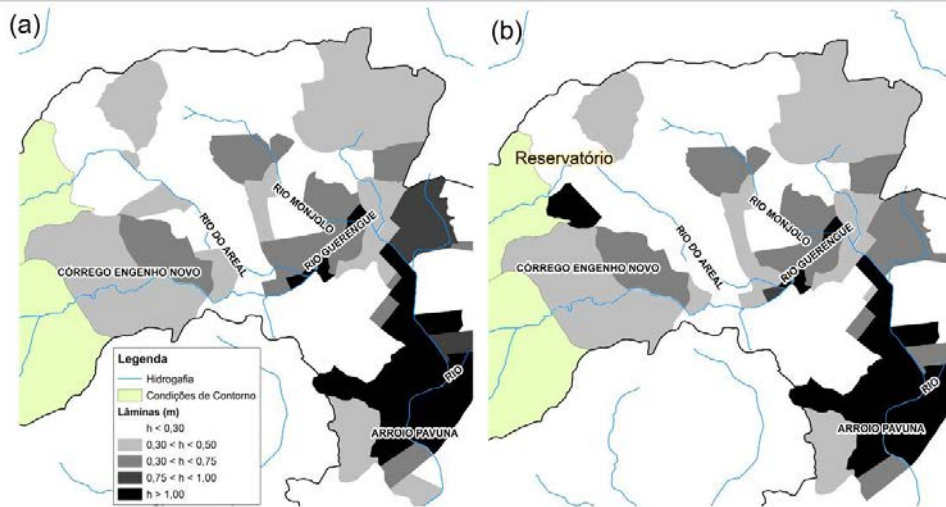 (a)
RIO MONJOLO
RIO DO AREAL
RIO GUERENGUE
CÓRREGO ENGENHO NOVO
RIO
ARROIO PAVUNA
Legenda
Hidrogafia
Condições de Contorno
Lâminas (m)
h < 0,30
0,30 < h < 0,50
0,30 < h < 0,75
0,75 < h < 1,00
h > 1,00
(b)
Reservatório
RIO MONJOLO
RIO DO AREAL
RIO GUERENGUE
CÓRREGO ENGENHO NOVO
RIO
ARROIO PAVUNA